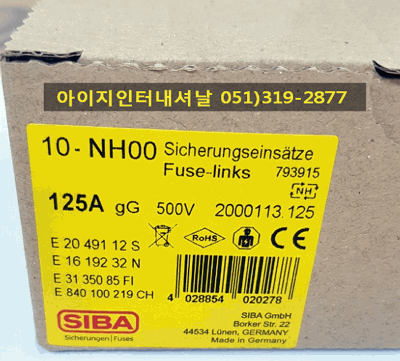 아이지인터내셔날 051)319-2877
10-NH00 Sicherungseinsätze
Fuse-links 793915
NH
125A gG 500V 2000113.125
E 20 491 12 S
E 16 192 32 N
E 31 350 85 FI
E 840 100 219 CH
RoHS
CE
4 028854 020278
SIBA
Sicherungen | Fuses
SIBA GmbH
Borker Str. 22
44534 Lünen, GERMANY
Made in Germany